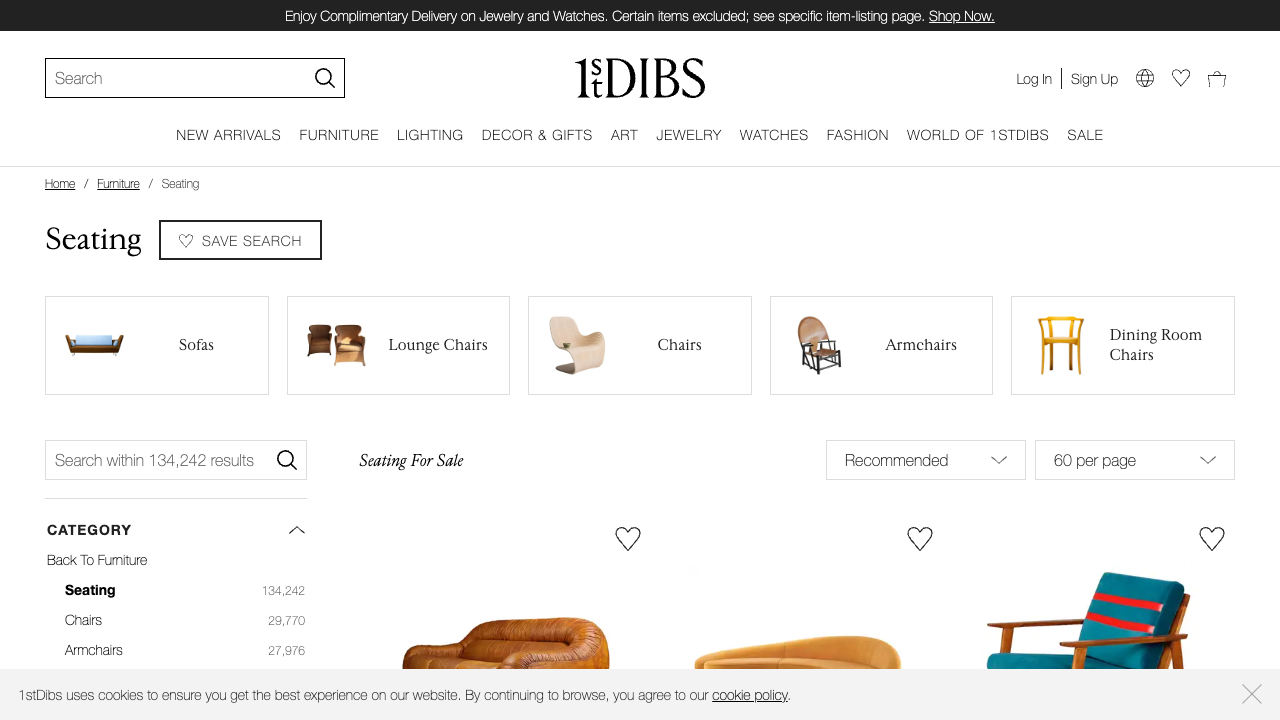 Enjoy Complimentary Delivery on Jewelry and Watches. Certain items excluded; see specific item-listing page. Shop Now.
Search
1stDIBS
Log In
Sign Up
NEW ARRIVALS FURNITURE LIGHTING DECOR & GIFTS ART JEWELRY WATCHES FASHION WORLD OF 1STDIBS SALE
Home / Furniture / Seating
Seating
SAVE SEARCH
Sofas
Lounge Chairs
Chairs
Armchairs
Dining Room
Chairs
Search within 134,242 results
Seating For Sale
Recommended
60 per page
CATEGORY
Back To Furniture
Seating 134,242
Chairs 29,770
Armchairs 27,976
1stDibs uses cookies to ensure you get the best experience on our website. By continuing to browse, you agree to our cookie policy.